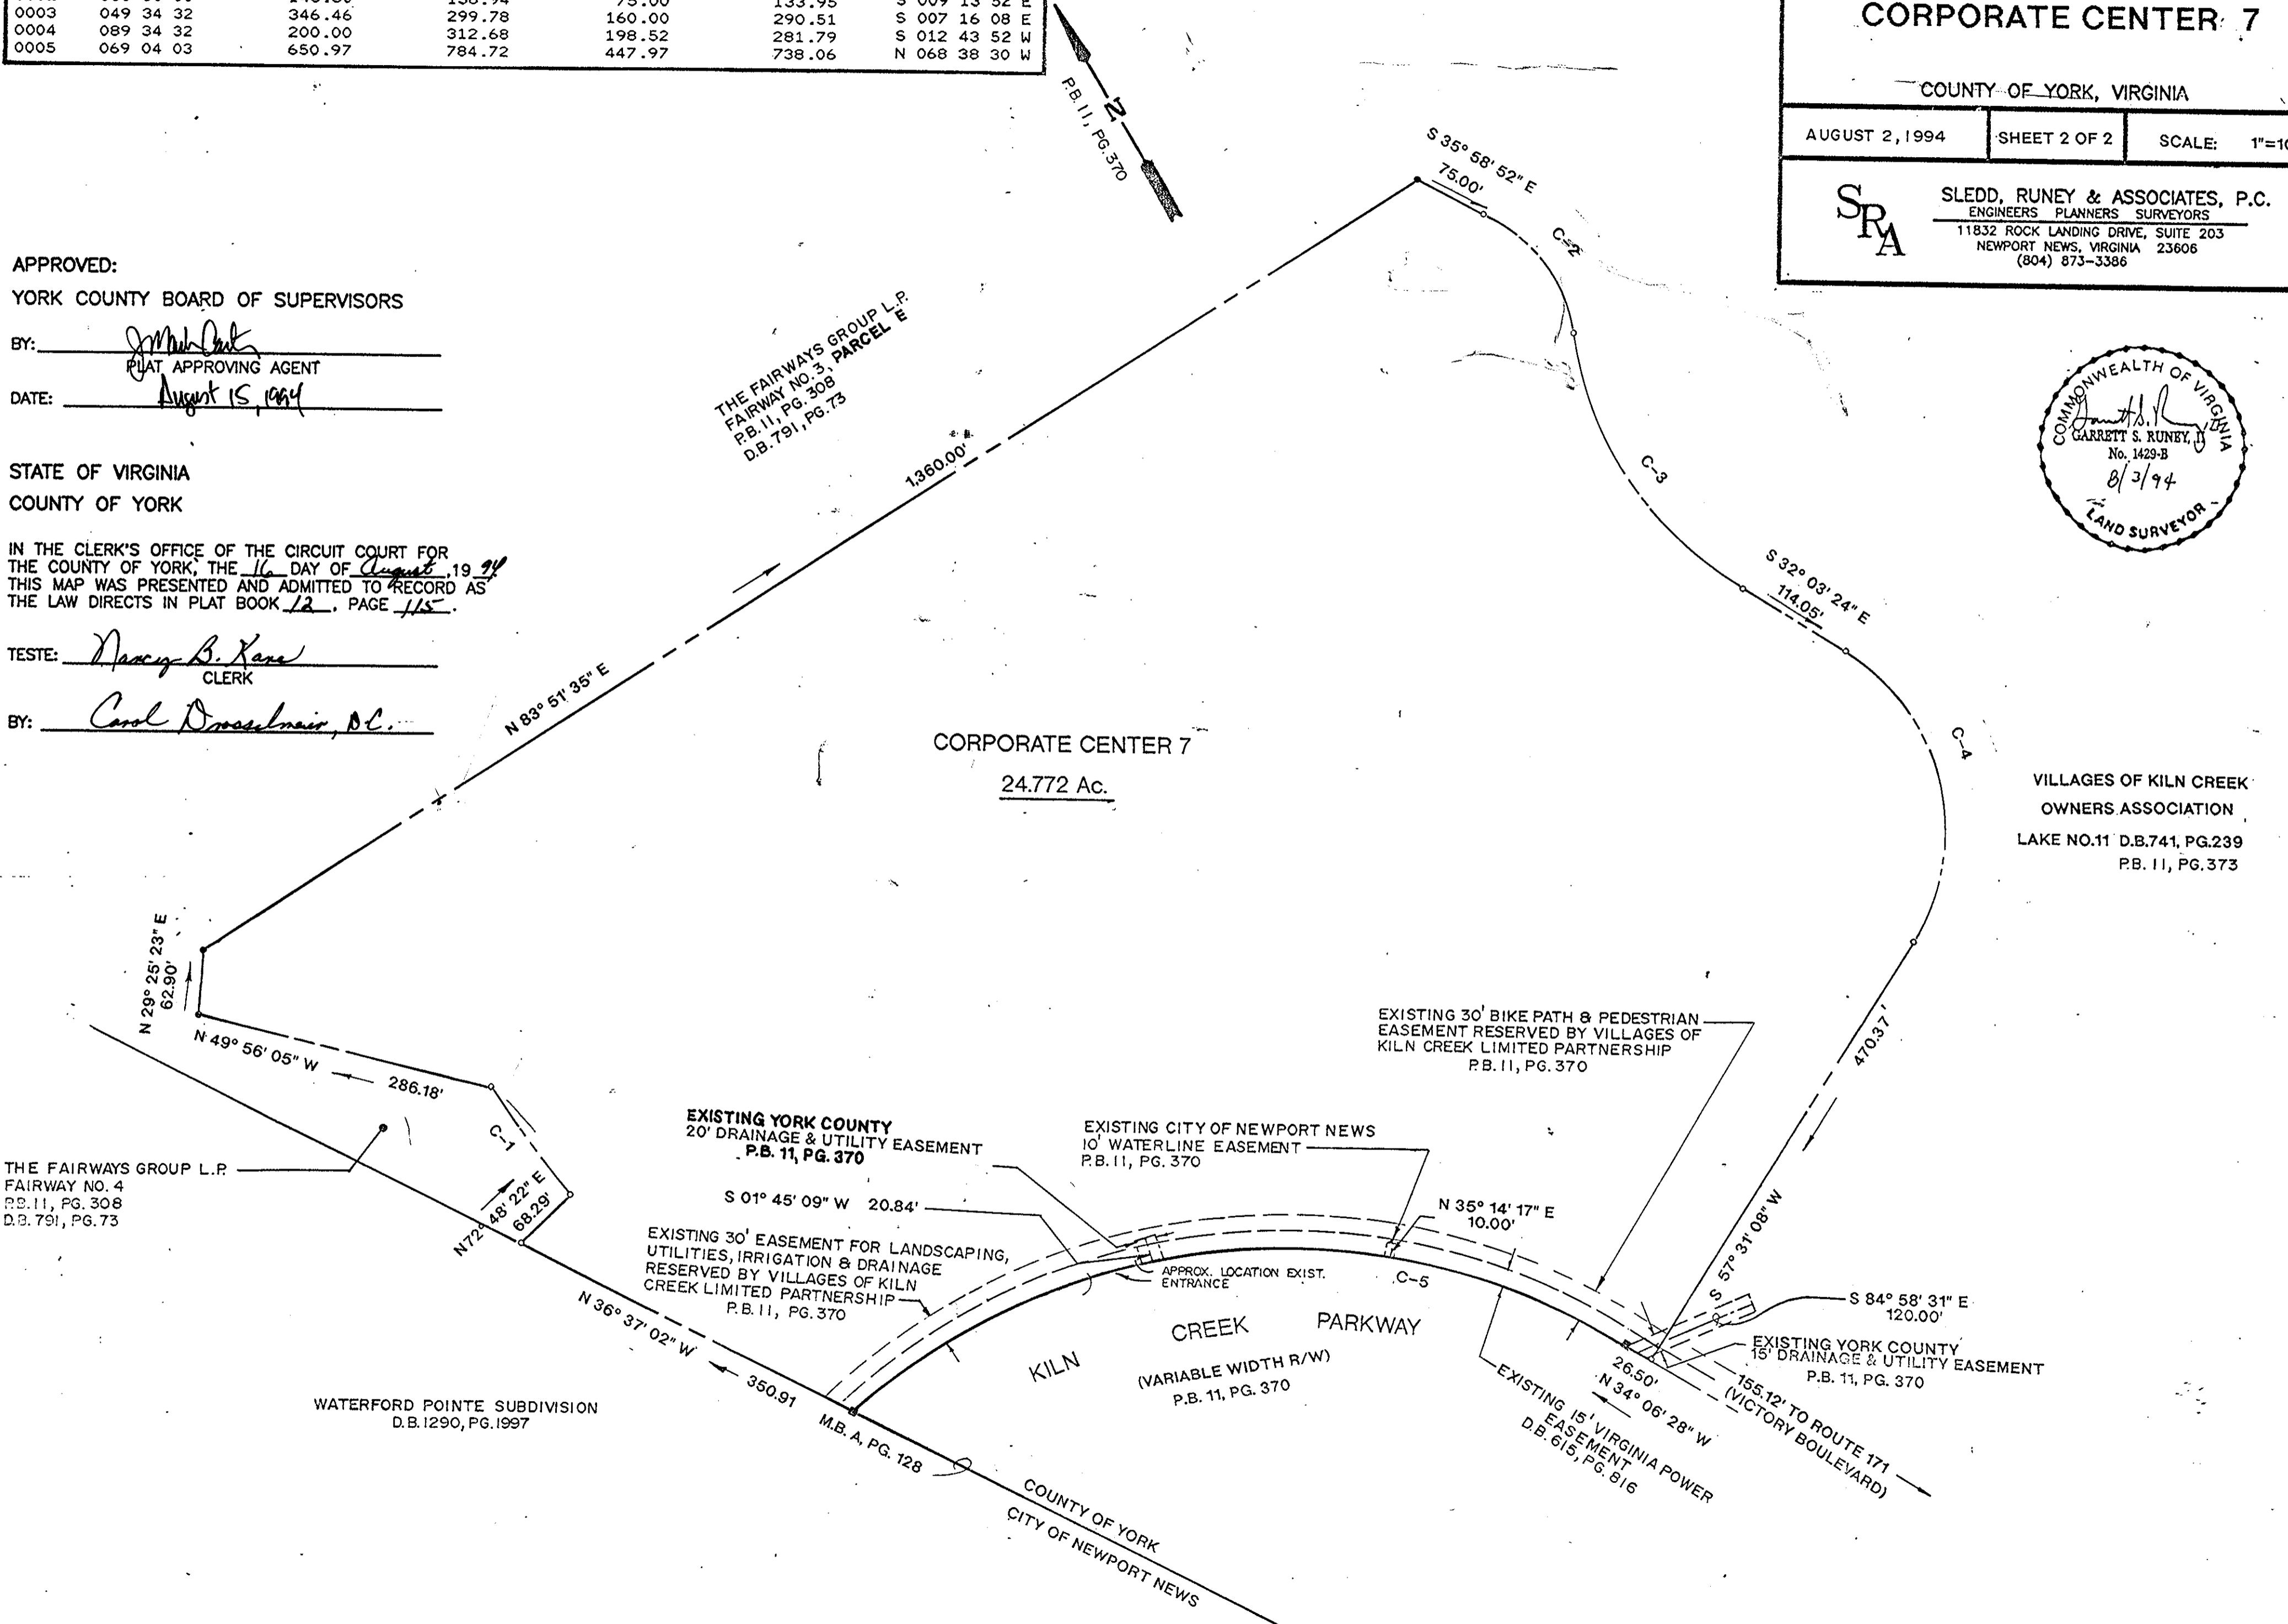 0003 049 34 32 346.46 299.78 160.00 290.51 S 007 16 08 E
0004 089 34 32 200.00 312.68 198.52 281.79 S 012 43 52 W
0005 069 04 03 650.97 784.72 447.97 738.06 N 068 38 30 W
N
P.B. 11, PG. 370
CORPORATE CENTER 7
COUNTY OF YORK, VIRGINIA
AUGUST 2, 1994
SHEET 2 OF 2
SCALE:
SRA
SLEDD, RUNEY & ASSOCIATES, P.C.
ENGINEERS PLANNERS SURVEYORS
11832 ROCK LANDING DRIVE, SUITE 203
NEWPORT NEWS, VIRGINIA 23606
(804) 873-3386
APPROVED:
YORK COUNTY BOARD OF SUPERVISORS
BY:
PLAT APPROVING AGENT
DATE: August 15, 1994
STATE OF VIRGINIA
COUNTY OF YORK
IN THE CLERK'S OFFICE OF THE CIRCUIT COURT FOR
THE COUNTY OF YORK, THE 16 DAY OF August, 19 94
THIS MAP WAS PRESENTED AND ADMITTED TO RECORD AS
THE LAW DIRECTS IN PLAT BOOK 12, PAGE 115.
TESTE: Nancy B. Kane
CLERK
BY: Carol D.C.
THE FAIRWAYS GROUP L.P.
FAIRWAY NO. 3, PARCEL E
P.B. 11, PG. 308
D.B. 791, PG. 73
S 35° 58' 52" E
75.00'
C-2
C-3
S 32° 03' 24" E
114.05'
C-4
COMMONWEALTH OF VIRGINIA
GARRETT S. RUNEY, II
No. 1429-B
8/3/94
LAND SURVEYOR
1,360.00'
N 83° 51' 35" E
CORPORATE CENTER 7
24.772 Ac.
VILLAGES OF KILN CREEK
OWNERS ASSOCIATION
LAKE NO.11 D.B.741, PG.239
P.B. 11, PG. 373
N 29° 25' 23" E
62.90'
N 49° 56' 05" W
286.18'
C-1
THE FAIRWAYS GROUP L.P.
FAIRWAY NO. 4
P.B. 11, PG. 308
D.B. 791, PG. 73
N72° 48' 22" E
68.29'
EXISTING 30' BIKE PATH & PEDESTRIAN
EASEMENT RESERVED BY VILLAGES OF
KILN CREEK LIMITED PARTNERSHIP
P.B. 11, PG. 370
470.37'
S 57° 31' 08" W
EXISTING YORK COUNTY
20' DRAINAGE & UTILITY EASEMENT
P.B. 11, PG. 370
EXISTING CITY OF NEWPORT NEWS
10' WATERLINE EASEMENT
P.B. 11, PG. 370
S 01° 45' 09" W 20.84'
N 35° 14' 17" E
10.00'
EXISTING 30' EASEMENT FOR LANDSCAPING,
UTILITIES, IRRIGATION & DRAINAGE
RESERVED BY VILLAGES OF KILN
CREEK LIMITED PARTNERSHIP
P.B. 11, PG. 370
APPROX. LOCATION EXIST.
ENTRANCE
C-5
KILN CREEK PARKWAY
(VARIABLE WIDTH R/W)
P.B. 11, PG. 370
S 84° 58' 31" E
120.00'
EXISTING YORK COUNTY
15' DRAINAGE & UTILITY EASEMENT
P.B. 11, PG. 370
26.50'
N 34° 06' 28" W
155.12' TO ROUTE 171
(VICTORY BOULEVARD)
EXISTING 15' VIRGINIA POWER
EASEMENT
D.B. 615, PG. 816
N 36° 37' 02" W
350.91
WATERFORD POINTE SUBDIVISION
D.B. 1290, PG. 1997
M.B. A, PG. 128
COUNTY OF YORK
CITY OF NEWPORT NEWS